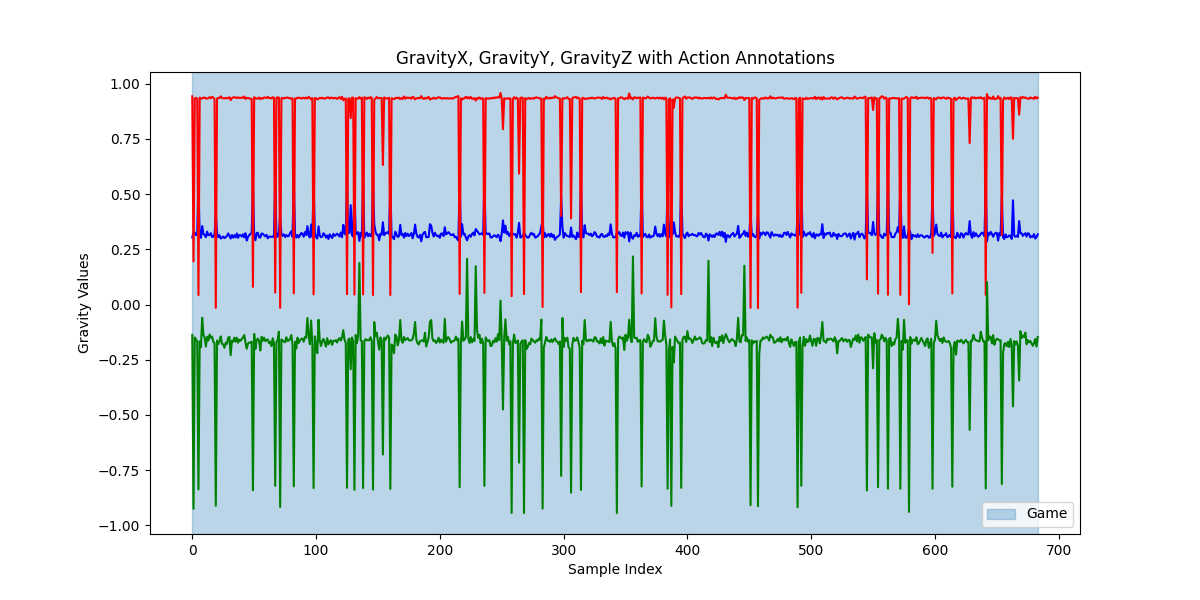 GravityX, GravityY, GravityZ with Action Annotations
1.00
0.75
0.50
0.25
0.00
−0.25
−0.50
−0.75
−1.00
Gravity Values
Game
0 100 200 300 400 500 600 700
Sample Index